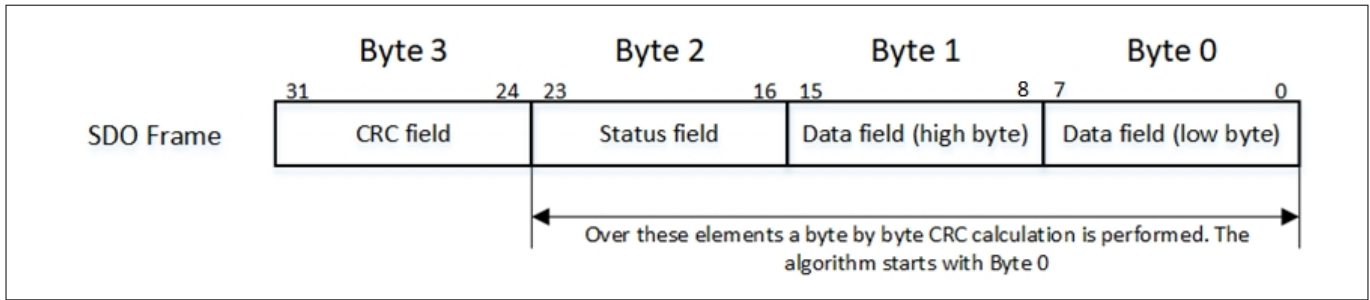 Byte 3 Byte 2 Byte 1 Byte 0
31 24 23 16 15 8 7 0
SDO Frame CRC field Status field Data field (high byte) Data field (low byte)
Over these elements a byte by byte CRC calculation is performed. The
algorithm starts with Byte 0